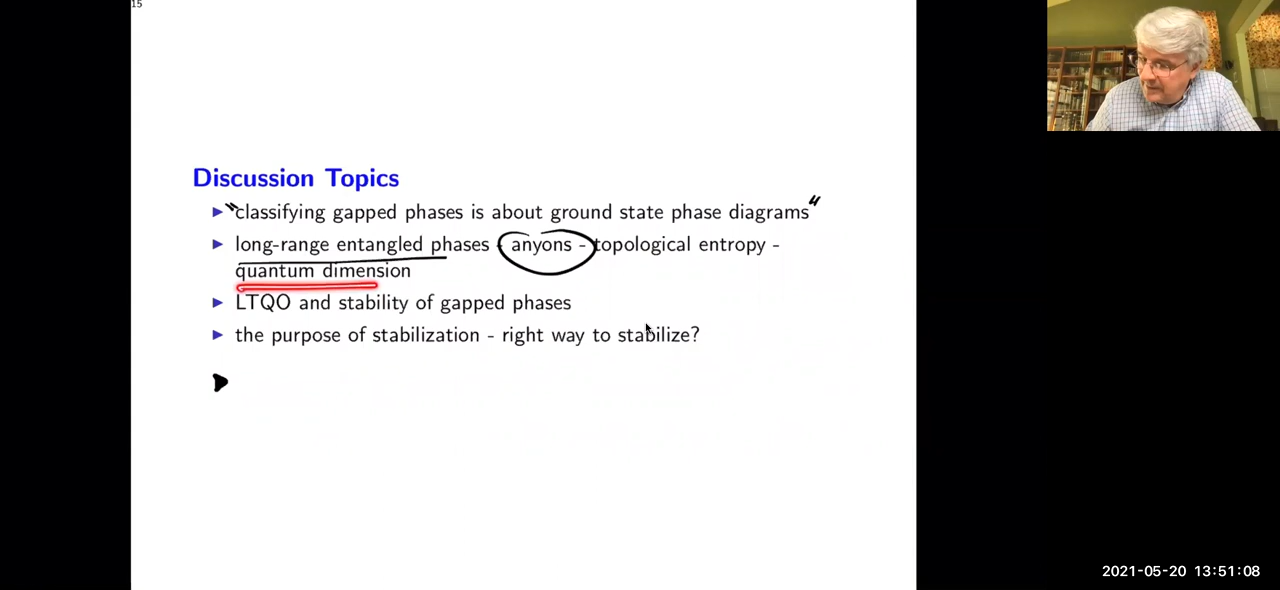 15
Discussion Topics
"classifying gapped phases is about ground state phase diagrams"
long-range entangled phases - anyons - topological entropy -
quantum dimension
LTQO and stability of gapped phases
the purpose of stabilization - right way to stabilize?
2021-05-20 13:51:08